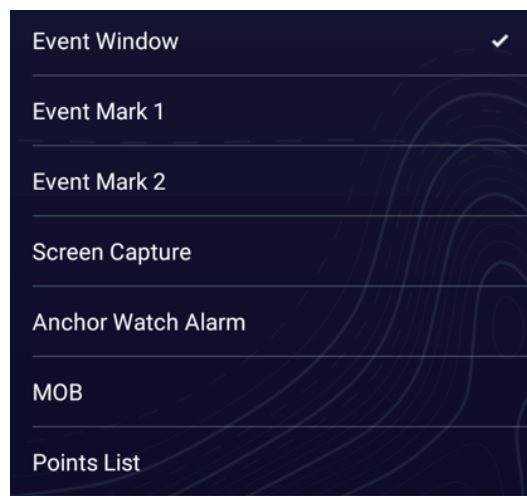 Event Window
Event Mark 1
Event Mark 2
Screen Capture
Anchor Watch Alarm
MOB
Points List